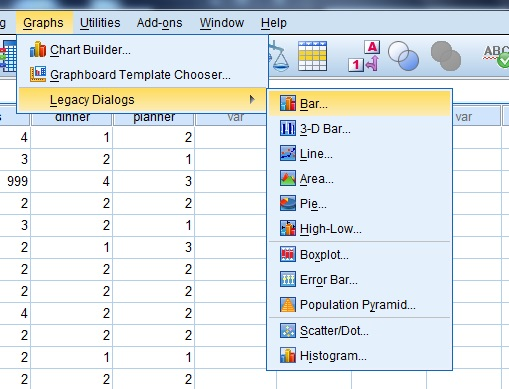 g Graphs Utilities Add-ons Window Help
Chart Builder...
Graphboard Template Chooser...
ABC
Legacy Dialogs
Bar...
3-D Bar...
Line...
Area...
Pie...
High-Low...
Boxplot...
Error Bar...
Population Pyramid...
Scatter/Dot...
Histogram...
s dinner planner var var
4 1 2
3 2 1
999 4 3
2 2 2
3 2 1
2 1 3
2 2 2
2 2 2
4 2 2
2 2 2
2 1 1
2 2 2